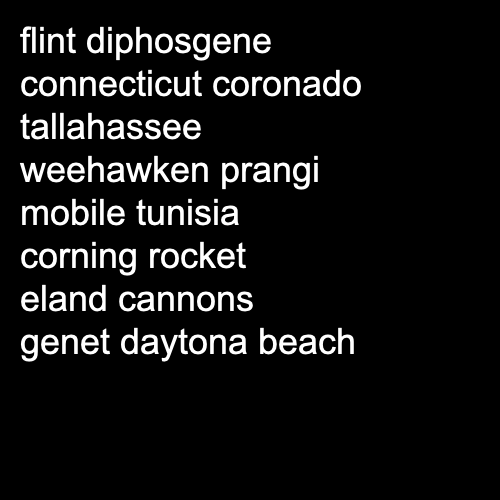 flint diphosgene
connecticut coronado
tallahassee
weehawken prangi
mobile tunisia
corning rocket
eland cannons
genet daytona beach